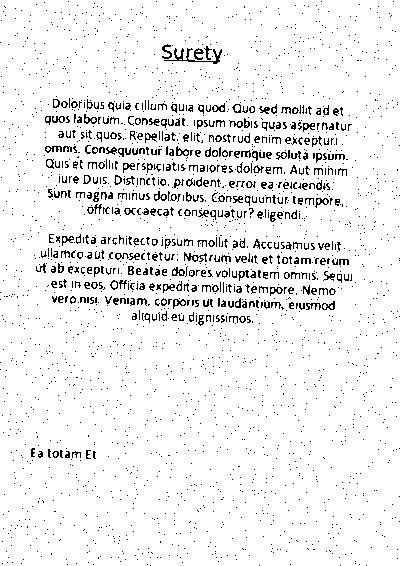 Surety
Doloribus quia cillum quia quod. Quo sed mollit ad et
quos laborum. Consequat. ipsum nobis quas aspernatur
aut sit quos. Repellat. elit, nostrud enim excepturi
omnis. Consequuntur labore doloremque soluta ipsum.
Quis et mollit perspiciatis maiores dolorem. Aut minim
iure Duis. Distinctio. proident, error ea reiciendis.
Sunt magna minus doloribus. Consequuntur tempore,
officia occaecat consequatur? eligendi.
Expedita architecto ipsum mollit ad. Accusamus velit
ullamco aut consectetur. Nostrum velit et totam rerum
ut ab excepturi. Beatae dolores voluptatem omnis. Sequi
est in eos. Officia expedita mollitia tempore, Nemo
vero nisi. Veniam, corporis ut laudantium, eiusmod
aliquid eu dignissimos.
Ea totam Et